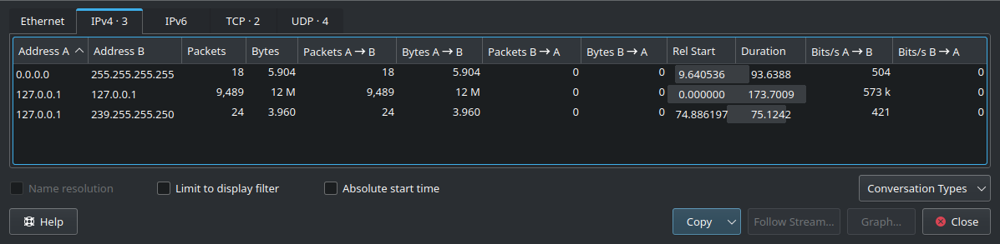 Ethernet IPv4 · 3 IPv6 TCP · 2 UDP · 4
Address A Address B Packets Bytes Packets A → B Bytes A → B Packets B → A Bytes B → A Rel Start Duration Bits/s A → B Bits/s B → A
0.0.0.0 255.255.255.255 18 5.904 18 5.904 0 0 9.640536 93.6388 504 0
127.0.0.1 127.0.0.1 9,489 12 M 9,489 12 M 0 0 0.000000 173.7009 573 k 0
127.0.0.1 239.255.255.250 24 3.960 24 3.960 0 0 74.886197 75.1242 421 0
Name resolution Limit to display filter Absolute start time Conversation Types
Help Copy Follow Stream... Graph... Close